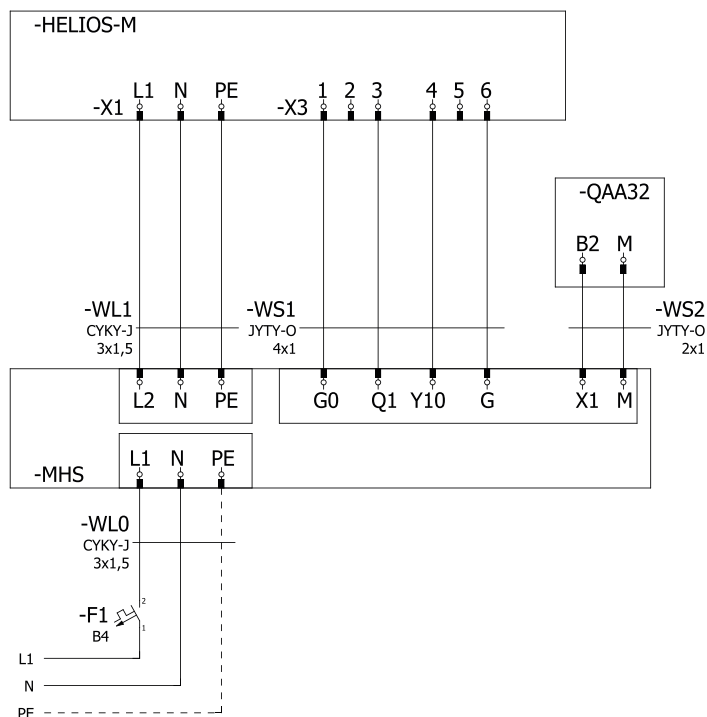 -HELIOS-M
L1 N PE 1 2 3 4 5 6
-X1 -X3
-QAA32
B2 M
-WL1 -WS1 -WS2
CYKY-J JYTY-O JYTY-O
3x1,5 4x1 2x1
L2 N PE G0 Q1 Y10 G X1 M
L1 N PE
-MHS
-WL0
CYKY-J
3x1,5
2
-F1
B4 1
L1
N
PE